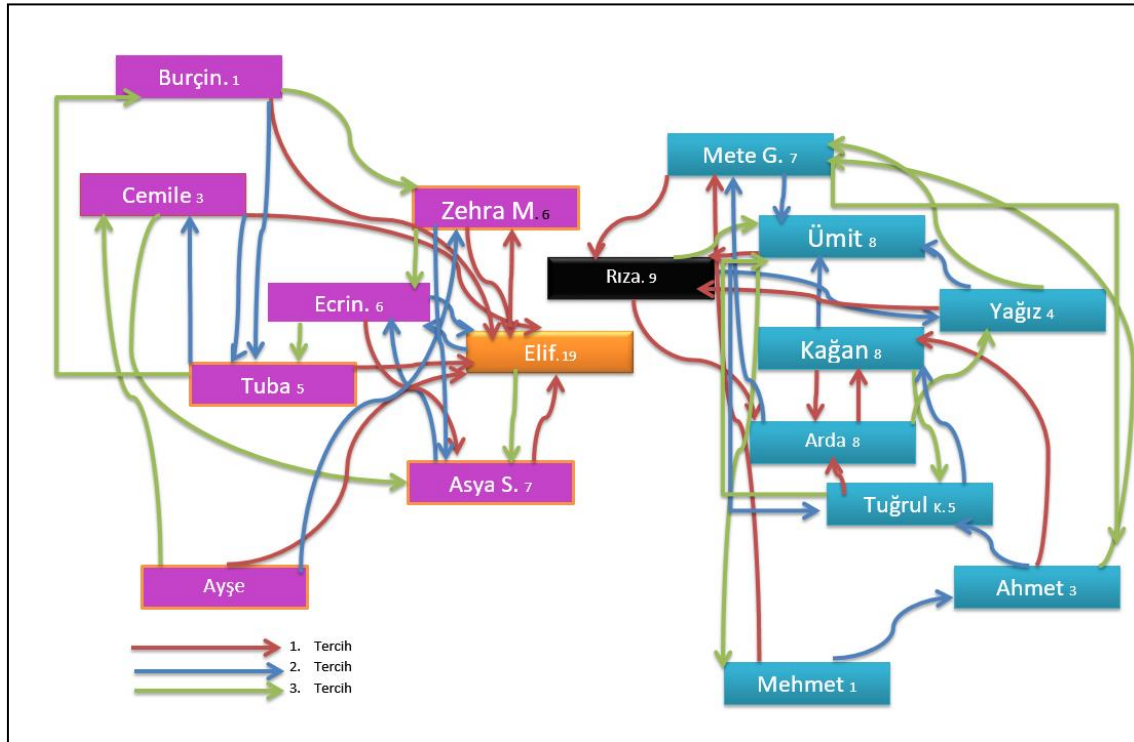 Burçin. 1
Cemile 3
Zehra M. 6
Ecrin. 6
Elif. 19
Tuba 5
Asya S. 7
Ayşe
Mete G. 7
Ümit 8
Rıza. 9
Yağız 4
Kağan 8
Arda 8
Tuğrul K. 5
Ahmet 3
Mehmet 1
1. Tercih
2. Tercih
3. Tercih